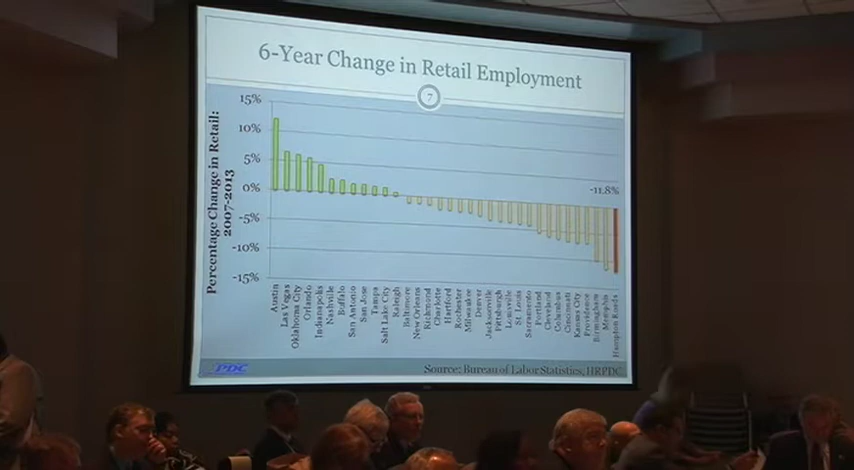 6-Year Change in Retail Employment
7
Percentage Change in Retail:
2007-2013
15%
10%
5%
0%
-5%
-10%
-15%
-11.8%
Austin
Las Vegas
Oklahoma City
Orlando
Indianapolis
Nashville
Buffalo
San Antonio
San Jose
Tampa
Salt Lake City
Raleigh
Baltimore
New Orleans
Richmond
Charlotte
Hartford
Rochester
Milwaukee
Denver
Jacksonville
Pittsburgh
Louisville
St. Louis
Sacramento
Portland
Cleveland
Columbus
Cincinnati
Kansas City
Providence
Birmingham
Memphis
Hampton Roads
PDC
Source: Bureau of Labor Statistics, HRPDC